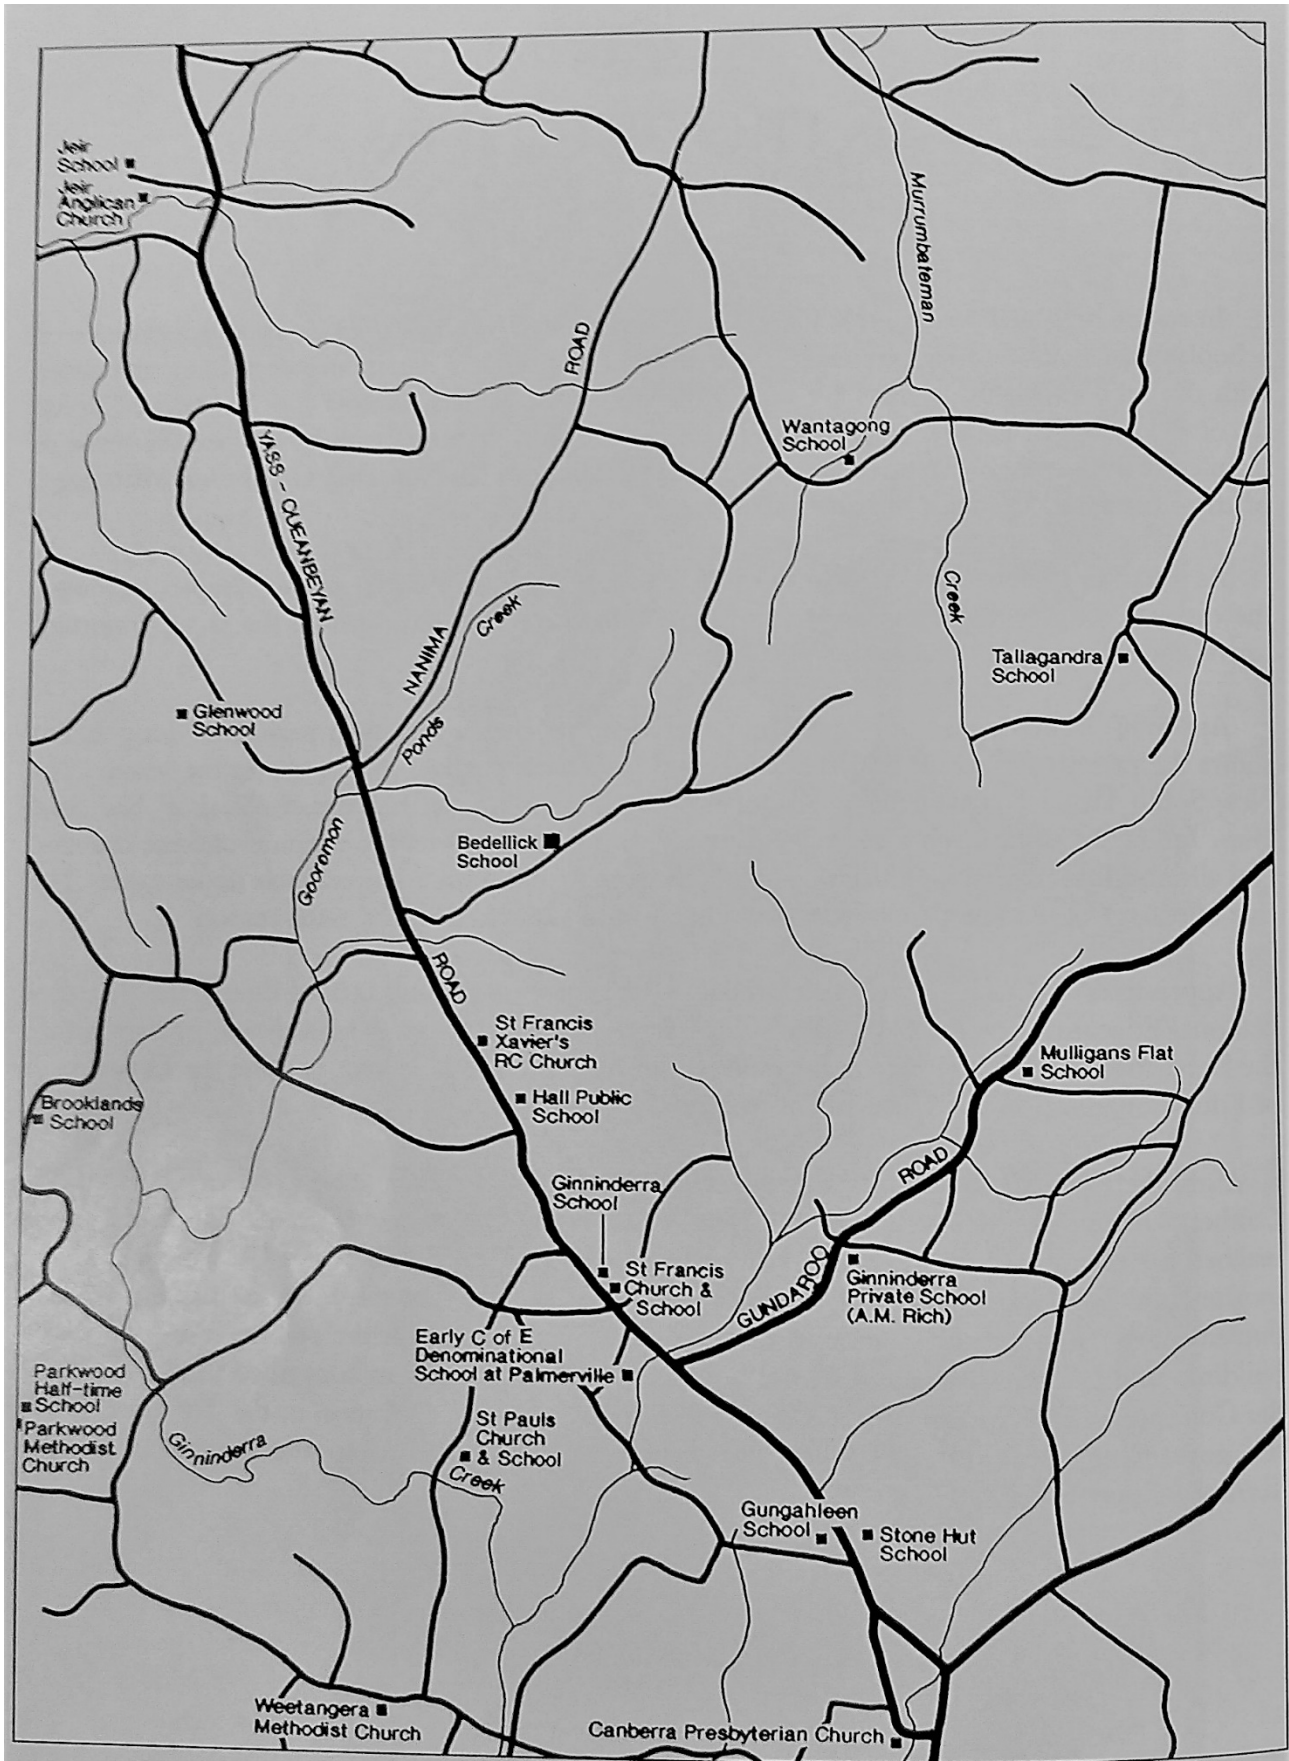 Jeir
School
Jeir
Anglican
Church
Murrumbateman
ROAD
Wantagong
School
YASS - QUEANBEYAN
Creek
Creek
NANIMA
Tallagandra
School
Glenwood
School
Ponds
Bedellick
School
Gooromon
ROAD
St Francis
Xavier's
RC Church
Mulligans Flat
School
Hall Public
School
Brooklands
School
ROAD
Ginninderra
School
St Francis
Church &
School
GUNDAROO
Ginninderra
Private School
(A.M. Rich)
Early C of E
Denominational
School at Palmerville
Parkwood
Half-time
School
Parkwood
Methodist
Church
St Pauls
Church
& School
Ginninderra
Creek
Gungahleen
School
Stone Hut
School
Weetangera
Methodist Church
Canberra Presbyterian Church